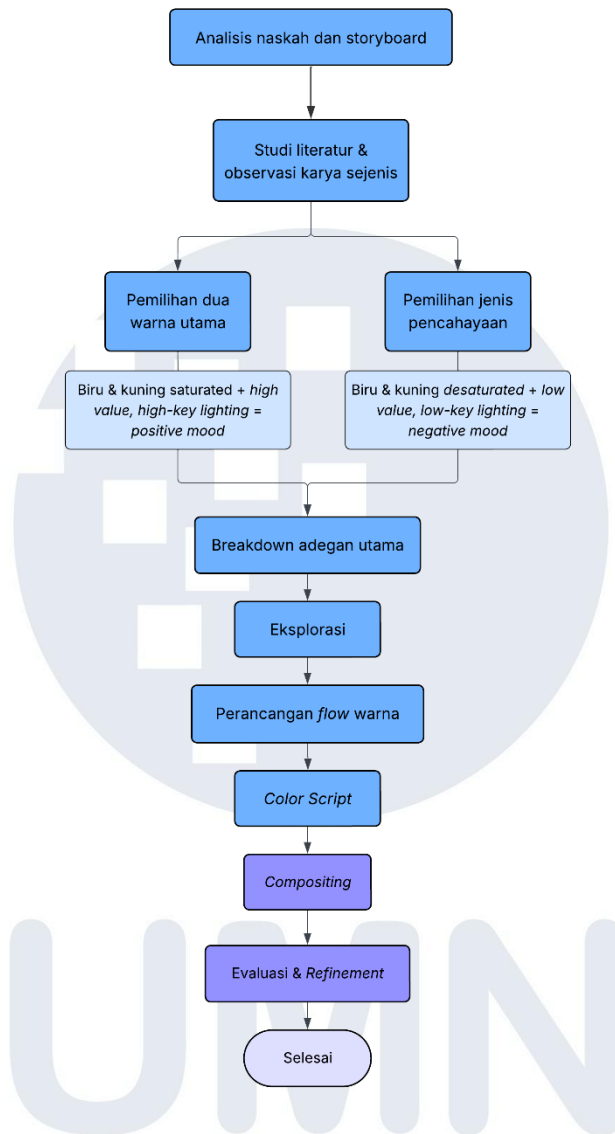 Analisis naskah dan storyboard
Studi literatur &
observasi karya sejenis
Pemilihan dua
warna utama
Pemilihan jenis
pencahayaan
Biru & kuning saturated + high
value, high-key lighting =
positive mood
Biru & kuning desaturated + low
value, low-key lighting =
negative mood
Breakdown adegan utama
Eksplorasi
Perancangan flow warna
Color Script
Compositing
Evaluasi & Refinement
Selesai
UMN